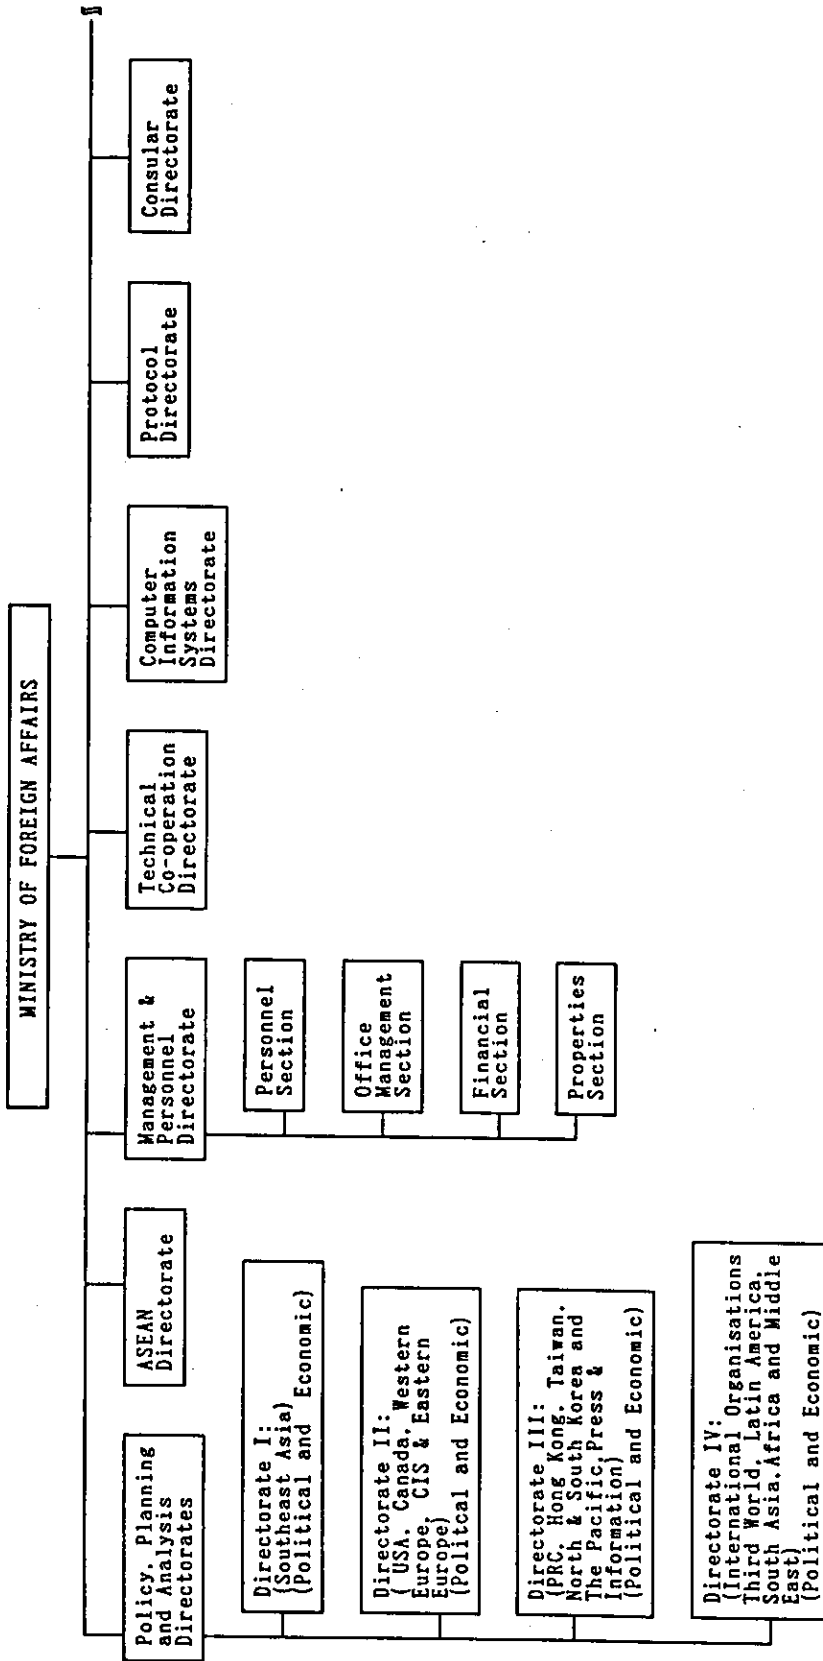 MINISTRY OF FOREIGN AFFAIRS
Policy, Planning
and Analysis
Directorates
Directorate I:
(Southeast Asia)
(Political and Economic)
Directorate II:
( USA, Canada, Western
Europe, CIS & Eastern
Europe)
(Politcal and Economic)
Directorate III:
(PRC, Hong Kong, Taiwan,
North & South Korea and
The Pacific, Press &
Information)
(Political and Economic)
Directorate IV:
(International Organisations
Third World, Latin America,
South Asia, Africa and Middle
East)
(Political and Economic)
ASEAN
Directorate
Management &
Personnel
Directorate
Personnel
Section
Office
Management
Section
Financial
Section
Properties
Section
Technical
Co-operation
Directorate
Computer
Information
Systems
Directorate
Protocol
Directorate
Consular
Directorate